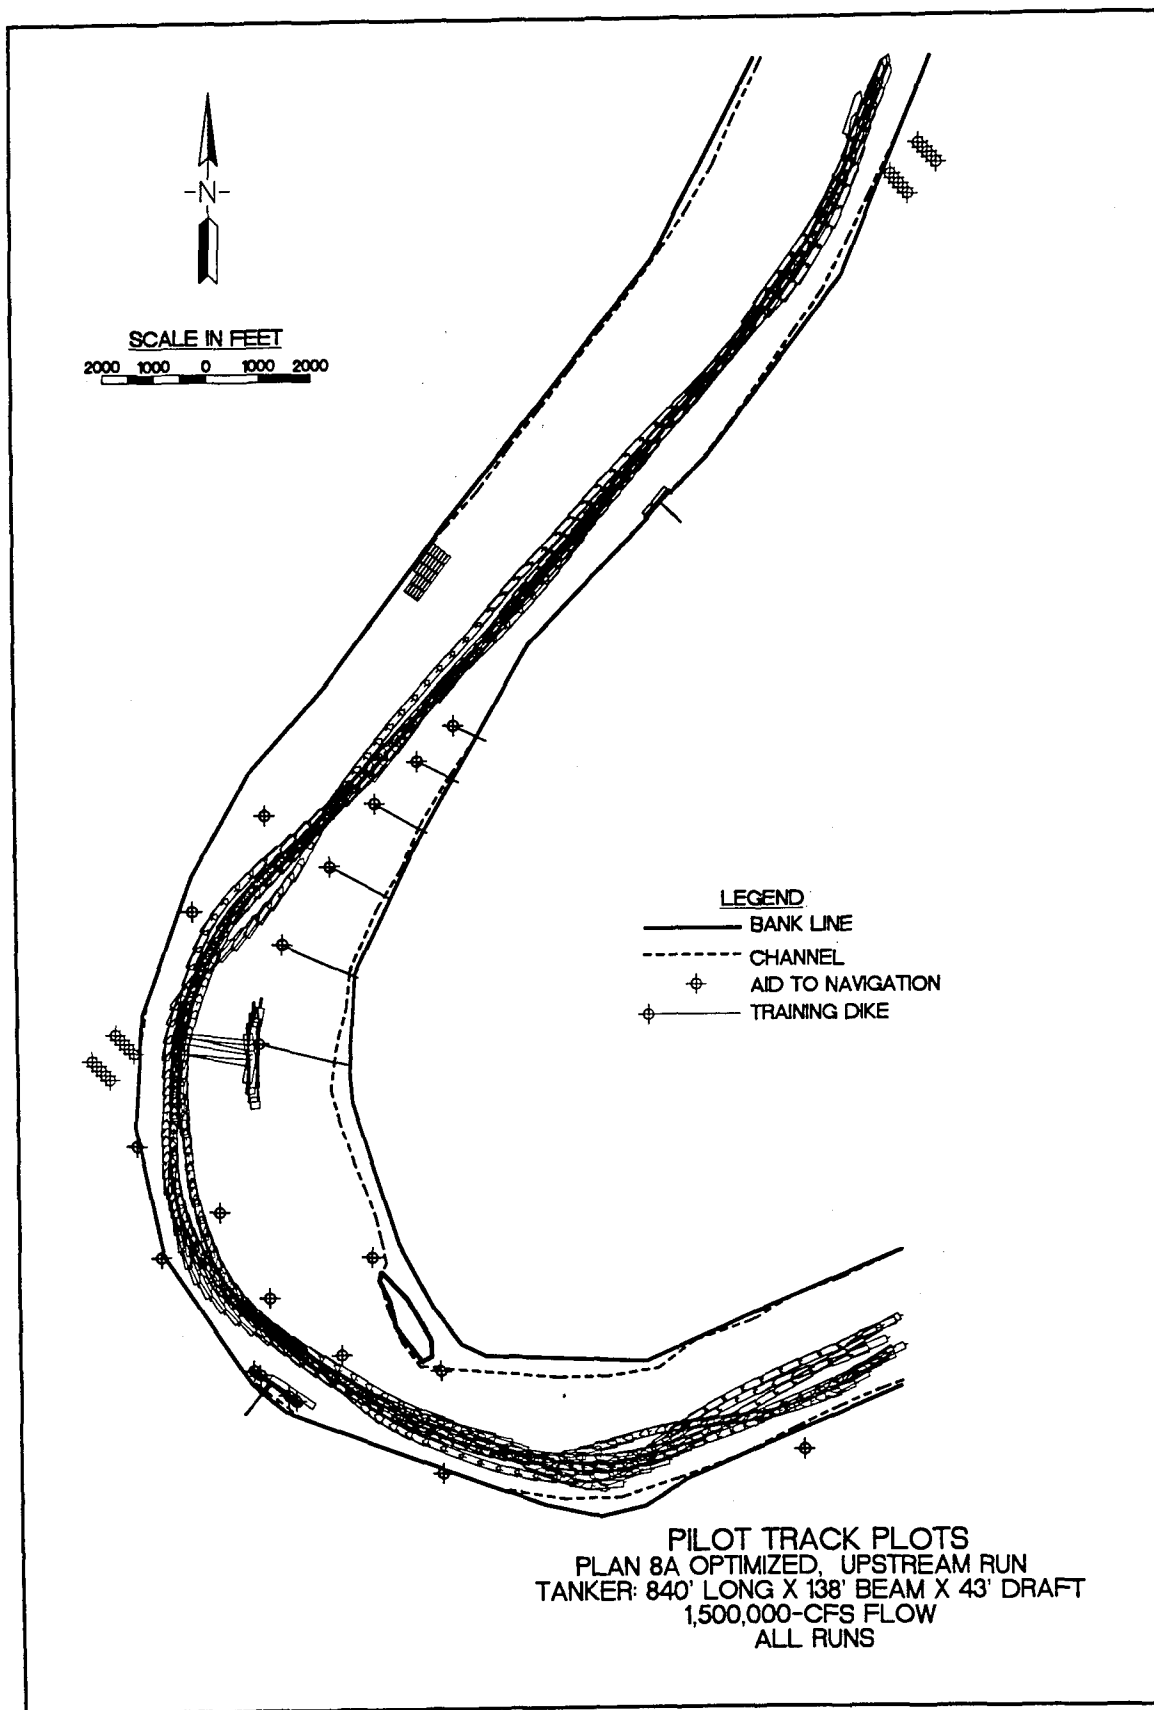 -N-
SCALE IN FEET
2000 1000 0 1000 2000
LEGEND
BANK LINE
CHANNEL
AID TO NAVIGATION
TRAINING DIKE
PILOT TRACK PLOTS
PLAN 8A OPTIMIZED, UPSTREAM RUN
TANKER: 840' LONG X 138' BEAM X 43' DRAFT
1,500,000-CFS FLOW
ALL RUNS